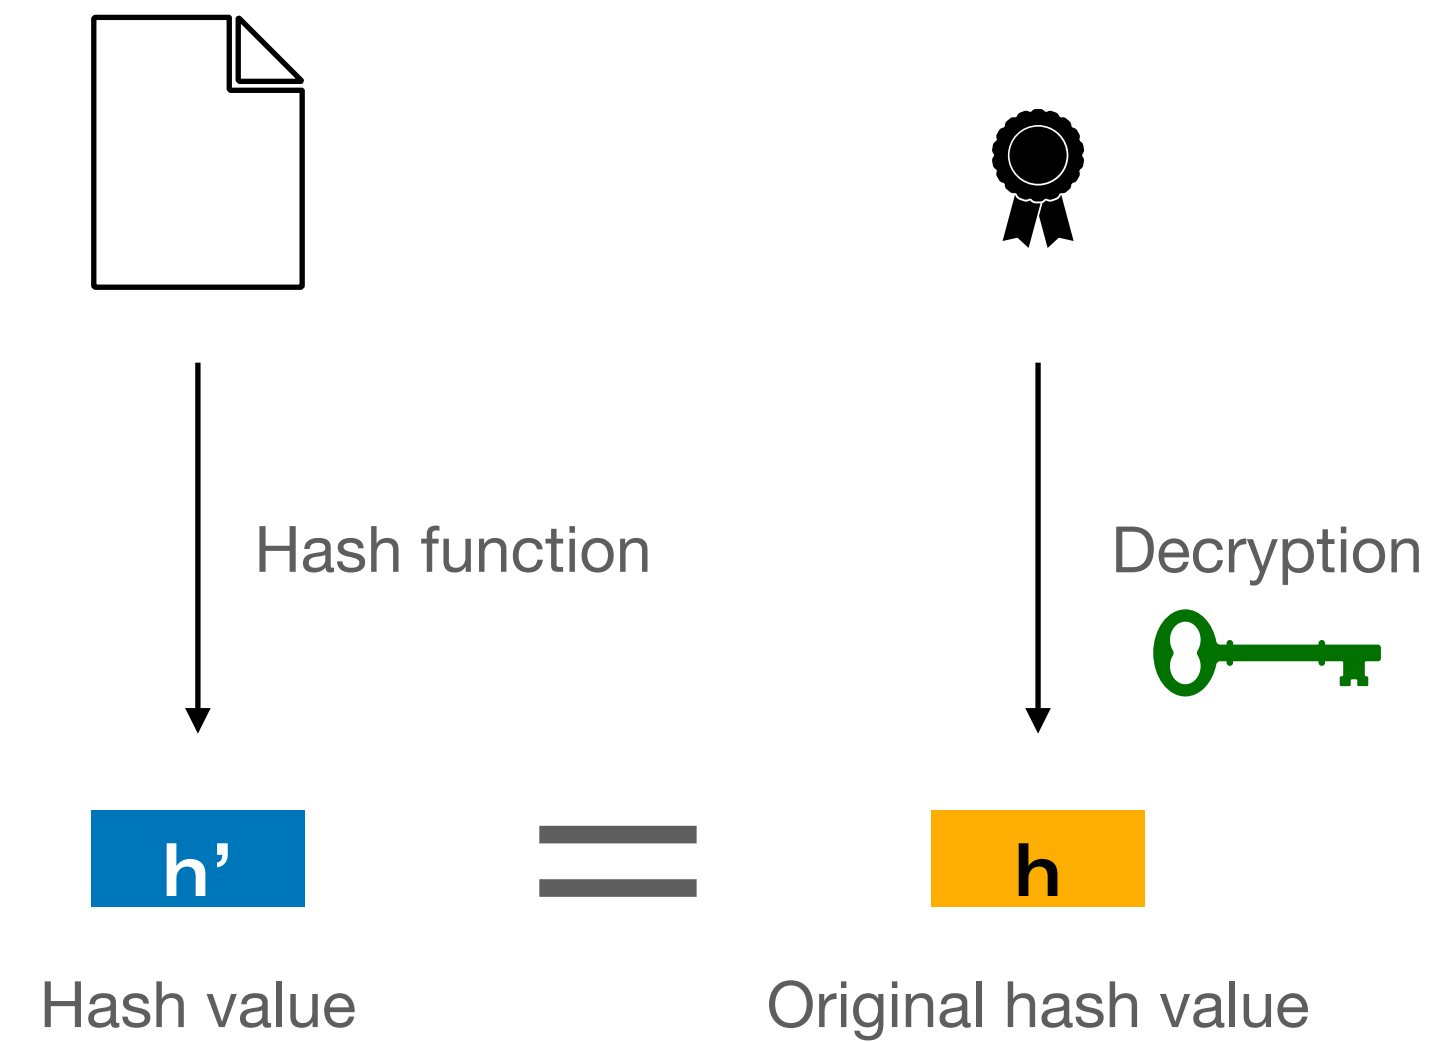 Hash function
Decryption
h’
h
Hash value
Original hash value